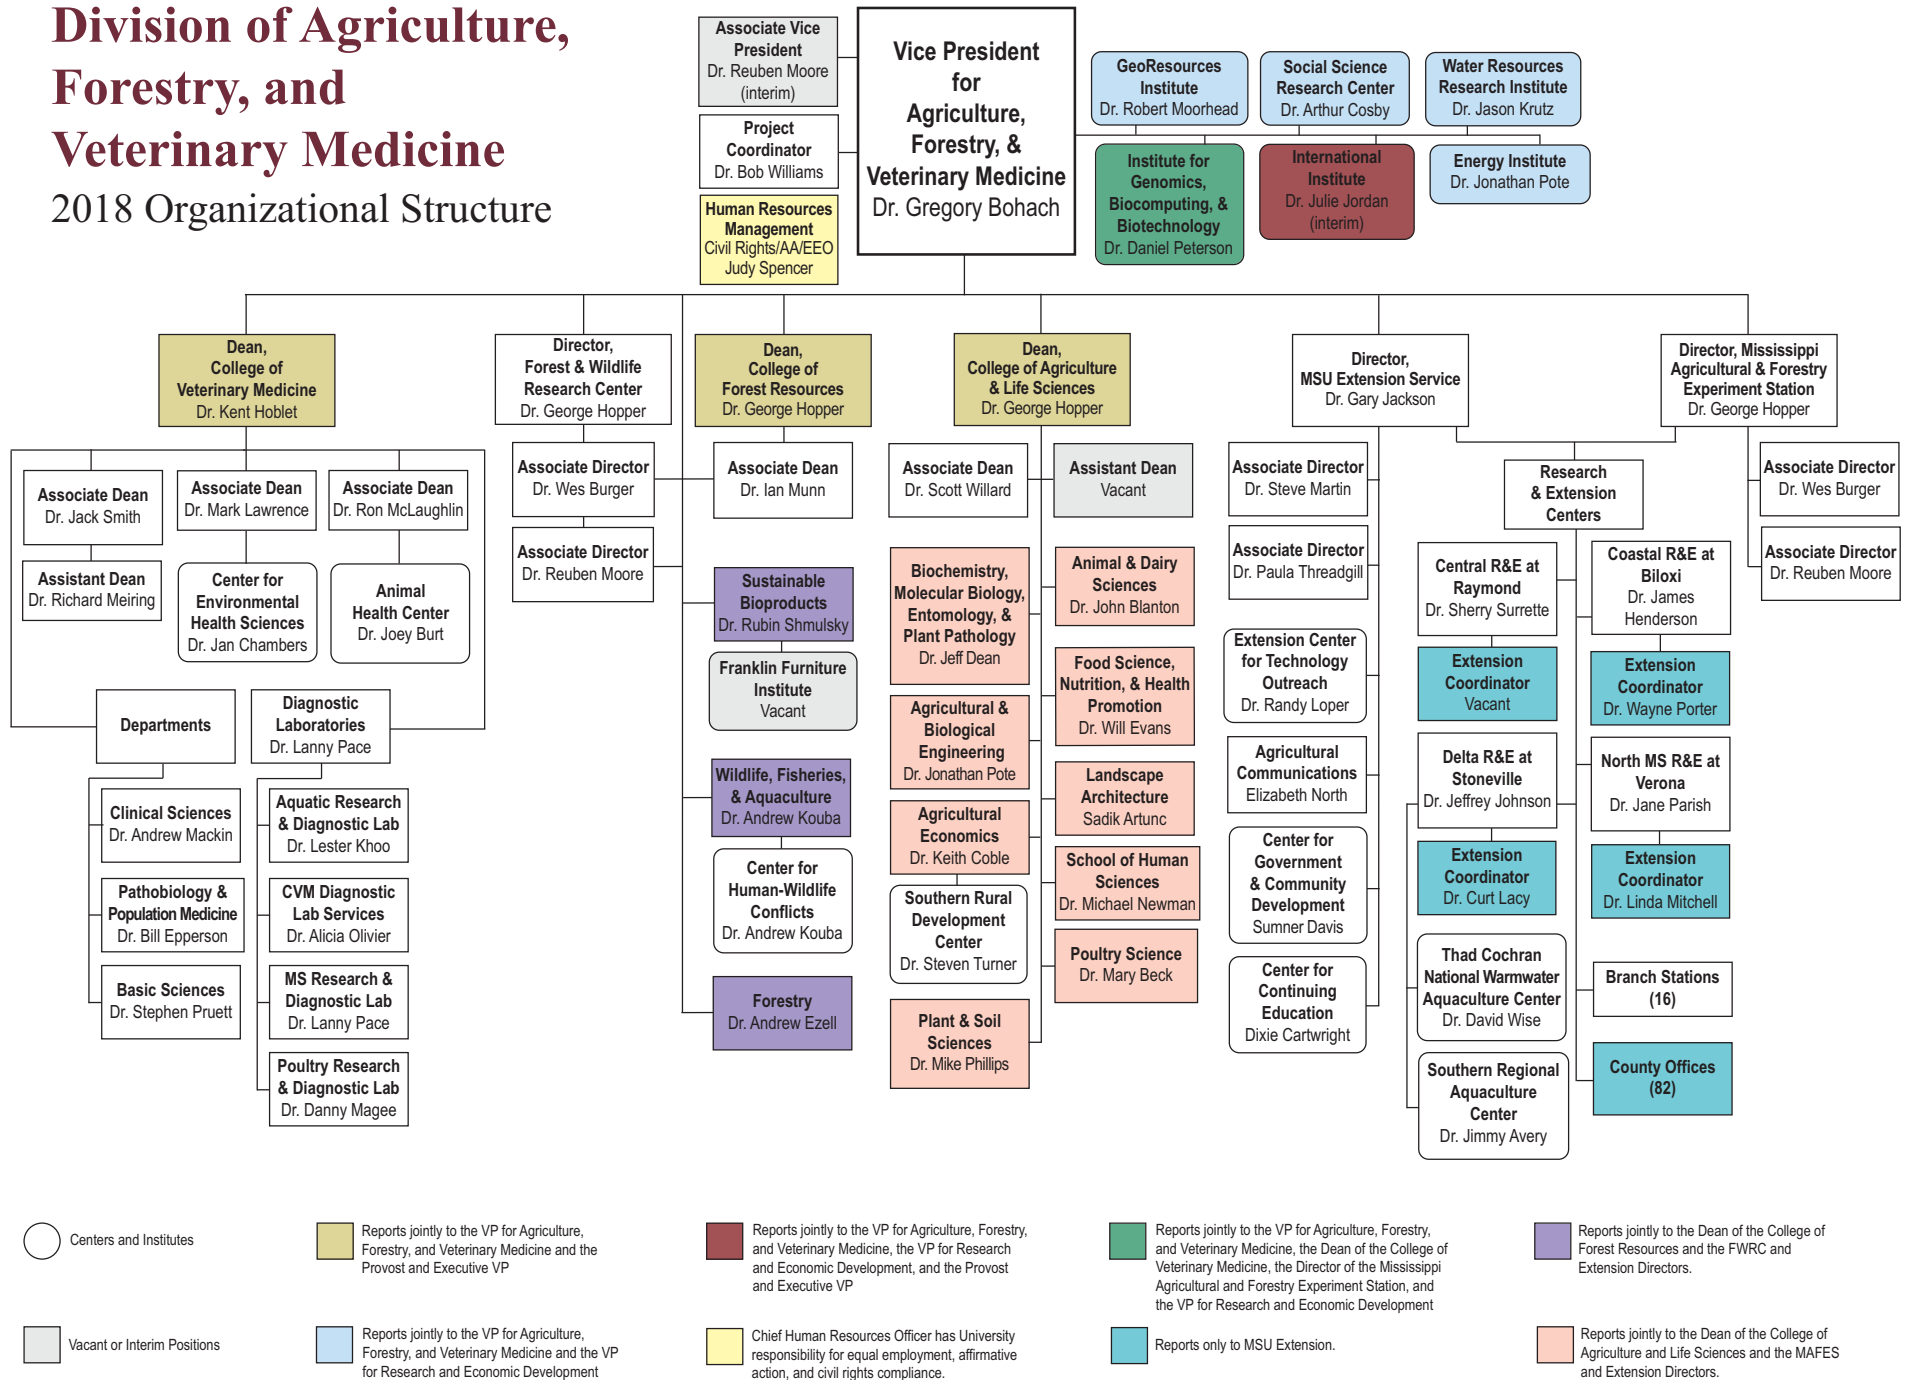 Division of Agriculture,
Forestry, and
Veterinary Medicine
2018 Organizational Structure
Associate Vice
President
Dr. Reuben Moore
(interim)
Project
Coordinator
Dr. Bob Williams
Human Resources
Management
Civil Rights/AA/EEO
Judy Spencer
Vice President
for
Agriculture,
Forestry, &
Veterinary Medicine
Dr. Gregory Bohach
GeoResources
Institute
Dr. Robert Moorhead
Social Science
Research Center
Dr. Arthur Cosby
Water Resources
Research Institute
Dr. Jason Krutz
Institute for
Genomics,
Biocomputing, &
Biotechnology
Dr. Daniel Peterson
International
Institute
Dr. Julie Jordan
(interim)
Energy Institute
Dr. Jonathan Pote
Dean,
College of
Veterinary Medicine
Dr. Kent Hoblet
Director,
Forest & Wildlife
Research Center
Dr. George Hopper
Dean,
College of
Forest Resources
Dr. George Hopper
Dean,
College of Agriculture
& Life Sciences
Dr. George Hopper
Director,
MSU Extension Service
Dr. Gary Jackson
Director, Mississippi
Agricultural & Forestry
Experiment Station
Dr. George Hopper
Associate Dean
Dr. Jack Smith
Associate Dean
Dr. Mark Lawrence
Associate Dean
Dr. Ron McLaughlin
Assistant Dean
Dr. Richard Meiring
Center for
Environmental
Health Sciences
Dr. Jan Chambers
Animal
Health Center
Dr. Joey Burt
Departments
Diagnostic
Laboratories
Dr. Lanny Pace
Clinical Sciences
Dr. Andrew Mackin
Pathobiology &
Population Medicine
Dr. Bill Epperson
Basic Sciences
Dr. Stephen Pruett
Aquatic Research
& Diagnostic Lab
Dr. Lester Khoo
CVM Diagnostic
Lab Services
Dr. Alicia Olivier
MS Research &
Diagnostic Lab
Dr. Lanny Pace
Poultry Research
& Diagnostic Lab
Dr. Danny Magee
Associate Director
Dr. Wes Burger
Associate Director
Dr. Reuben Moore
Associate Dean
Dr. Ian Munn
Sustainable
Bioproducts
Dr. Rubin Shmulsky
Franklin Furniture
Institute
Vacant
Wildlife, Fisheries,
& Aquaculture
Dr. Andrew Kouba
Center for
Human-Wildlife
Conflicts
Dr. Andrew Kouba
Forestry
Dr. Andrew Ezell
Associate Dean
Dr. Scott Willard
Assistant Dean
Vacant
Biochemistry,
Molecular Biology,
Entomology, &
Plant Pathology
Dr. Jeff Dean
Agricultural &
Biological
Engineering
Dr. Jonathan Pote
Agricultural
Economics
Dr. Keith Coble
Southern Rural
Development
Center
Dr. Steven Turner
Plant & Soil
Sciences
Dr. Mike Phillips
Animal & Dairy
Sciences
Dr. John Blanton
Food Science,
Nutrition, & Health
Promotion
Dr. Will Evans
Landscape
Architecture
Sadik Artunc
School of Human
Sciences
Dr. Michael Newman
Poultry Science
Dr. Mary Beck
Associate Director
Dr. Steve Martin
Associate Director
Dr. Paula Threadgill
Extension Center
for Technology
Outreach
Dr. Randy Loper
Agricultural
Communications
Elizabeth North
Center for
Government
& Community
Development
Sumner Davis
Center for
Continuing
Education
Dixie Cartwright
Research
& Extension
Centers
Central R&E at
Raymond
Dr. Sherry Surrette
Extension
Coordinator
Vacant
Delta R&E at
Stoneville
Dr. Jeffrey Johnson
Extension
Coordinator
Dr. Curt Lacy
Thad Cochran
National Warmwater
Aquaculture Center
Dr. David Wise
Southern Regional
Aquaculture
Center
Dr. Jimmy Avery
Coastal R&E at
Biloxi
Dr. James
Henderson
Extension
Coordinator
Dr. Wayne Porter
North MS R&E at
Verona
Dr. Jane Parish
Extension
Coordinator
Dr. Linda Mitchell
Branch Stations
(16)
County Offices
(82)
Associate Director
Dr. Wes Burger
Associate Director
Dr. Reuben Moore
Centers and Institutes
Reports jointly to the VP for Agriculture,
Forestry, and Veterinary Medicine and the
Provost and Executive VP
Reports jointly to the VP for Agriculture, Forestry,
and Veterinary Medicine, the VP for Research
and Economic Development, and the Provost
and Executive VP
Reports jointly to the VP for Agriculture, Forestry,
and Veterinary Medicine, the Dean of the College of
Veterinary Medicine, the Director of the Mississippi
Agricultural and Forestry Experiment Station, and
the VP for Research and Economic Development
Reports jointly to the Dean of the College of
Forest Resources and the FWRC and
Extension Directors.
Vacant or Interim Positions
Reports jointly to the VP for Agriculture,
Forestry, and Veterinary Medicine and the VP
for Research and Economic Development
Chief Human Resources Officer has University
responsibility for equal employment, affirmative
action, and civil rights compliance.
Reports only to MSU Extension.
Reports jointly to the Dean of the College of
Agriculture and Life Sciences and the MAFES
and Extension Directors.